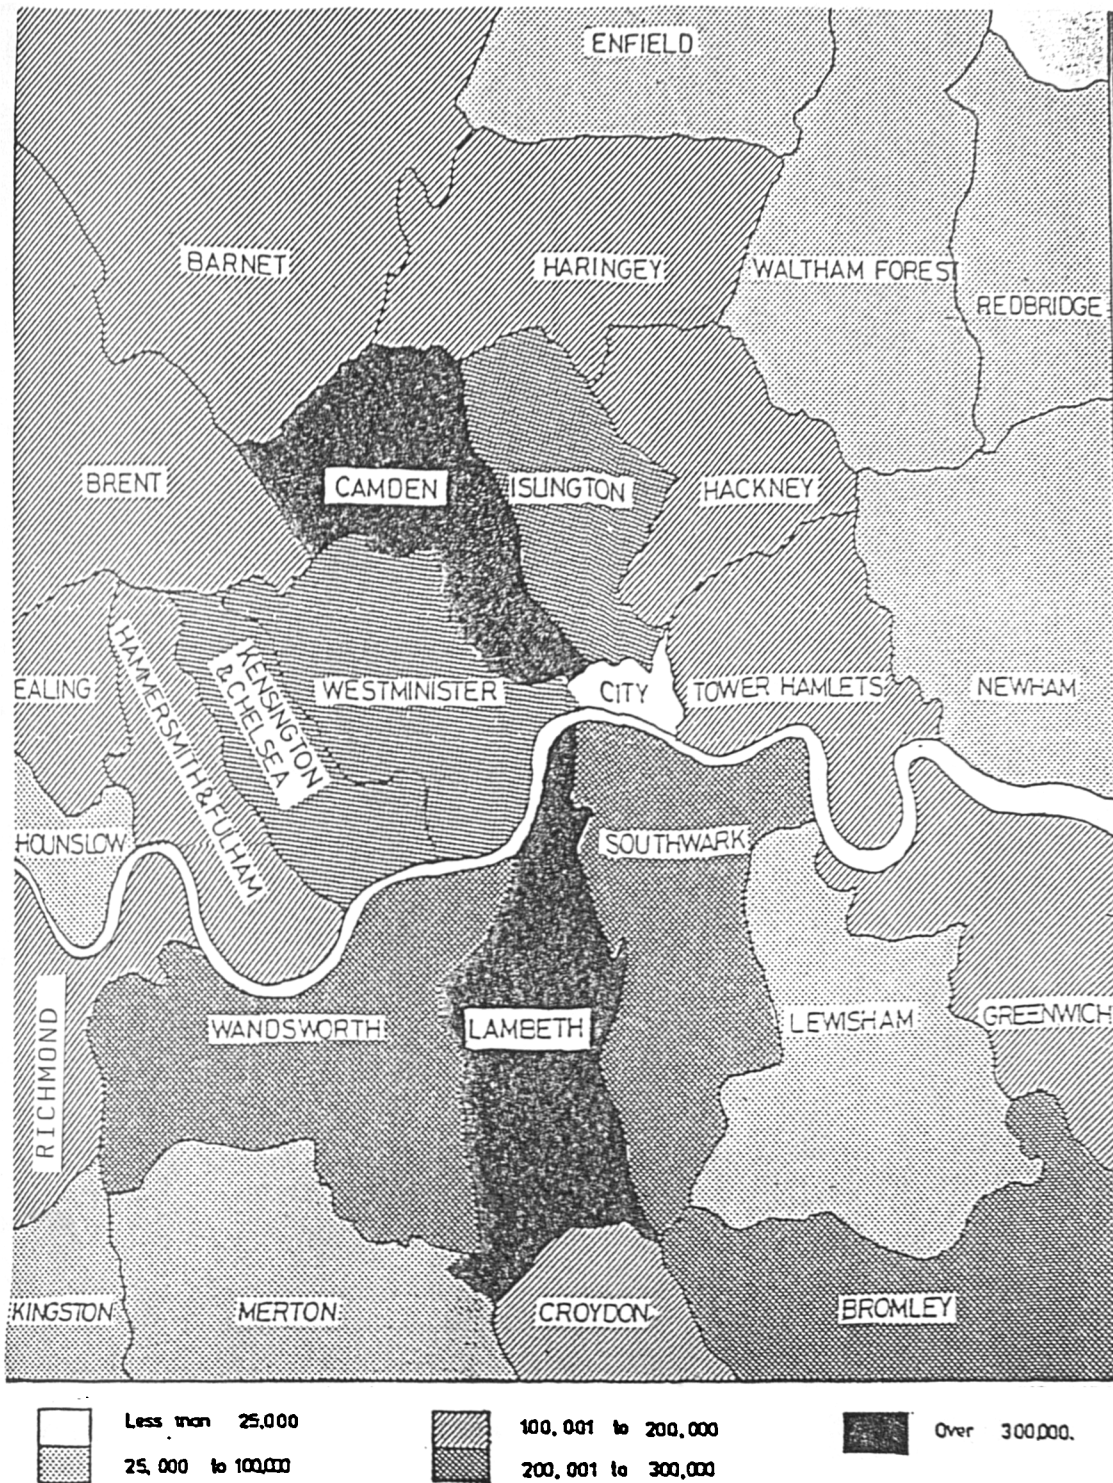 ENFIELD
BARNET
HARINGEY
WALTHAM FOREST
REDBRIDGE
BRENT
CAMDEN
ISLINGTON
HACKNEY
EALING
HAMMERSMITH & FULHAM
KENSINGTON
& CHELSEA
WESTMINISTER
CITY
TOWER HAMLETS
NEWHAM
HOUNSLOW
SOUTHWARK
RICHMOND
WANDSWORTH
LAMBETH
LEWISHAM
GREENWICH
KINGSTON
MERTON
CROYDON
BROMLEY
Less than 25,000
25,000 to 100,000
100,001 to 200,000
200,001 to 300,000
Over 300,000.